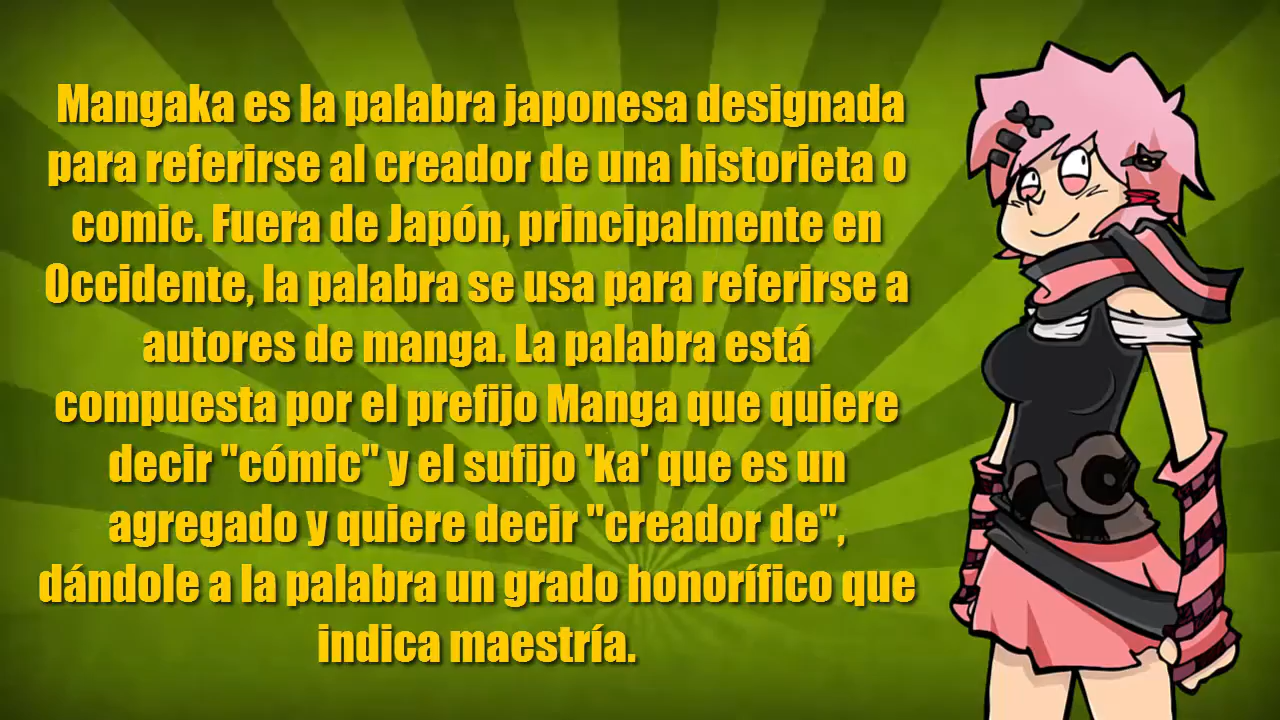 Mangaka es la palabra japonesa designada
para referirse al creador de una historieta o
comic. Fuera de Japón, principalmente en
Occidente, la palabra se usa para referirse a
autores de manga. La palabra está
compuesta por el prefijo Manga que quiere
decir "cómic" y el sufijo 'ka' que es un
agregado y quiere decir "creador de",
dándole a la palabra un grado honorífico que
indica maestría.